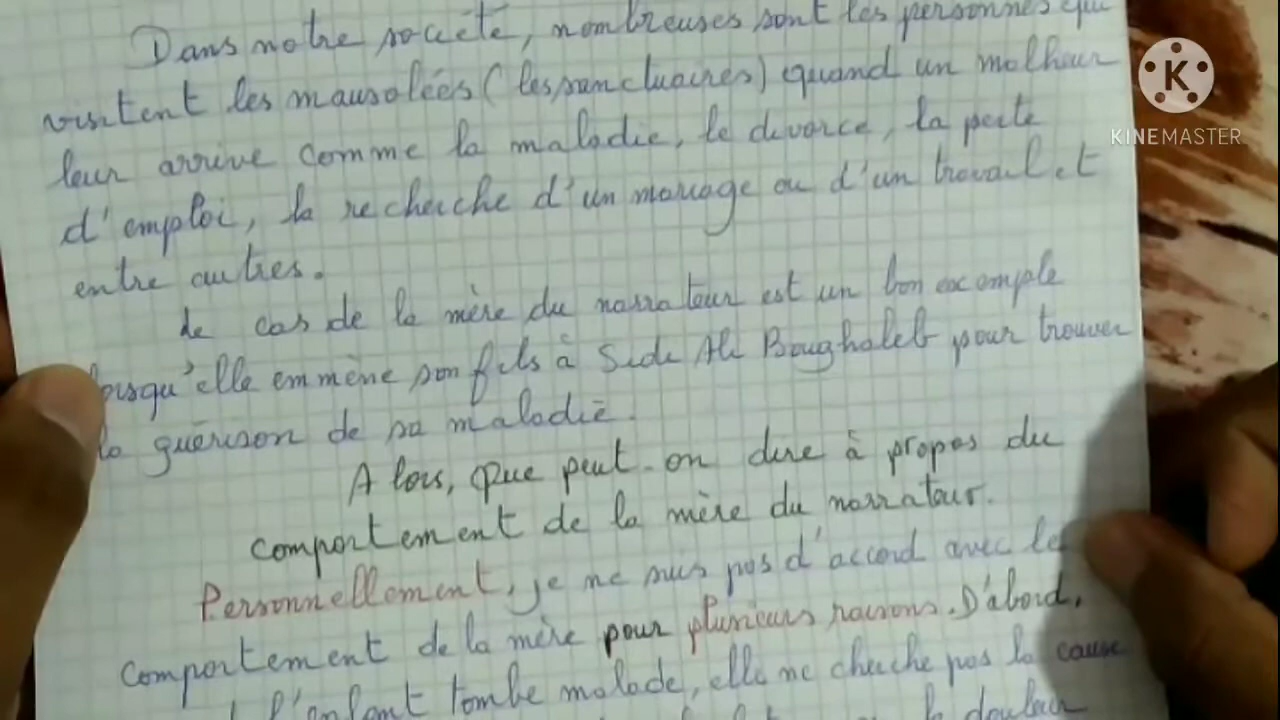 Dans notre société, nombreuses sont les personnes qui
visitent les mausolées (les sanctuaires) quand un malheur
leur arrive comme la maladie, le divorce, la perte
d'emploi, la recherche d'un mariage ou d'un travail et
entre autres.
Le cas de la mère du narrateur est un bon exemple
lorsqu'elle emmène son fils à Side Ali Boughaleb pour trouver
la guérison de sa maladie.
Alors, Que peut-on dire à propos du
comportement de la mère du narrateur.
Personnellement, je ne suis pas d'accord avec le
comportement de la mère pour plusieurs raisons. D'abord,
l'enfant tombe malade, elle ne cherche pas la cause
la douleur
K
KINEMASTER